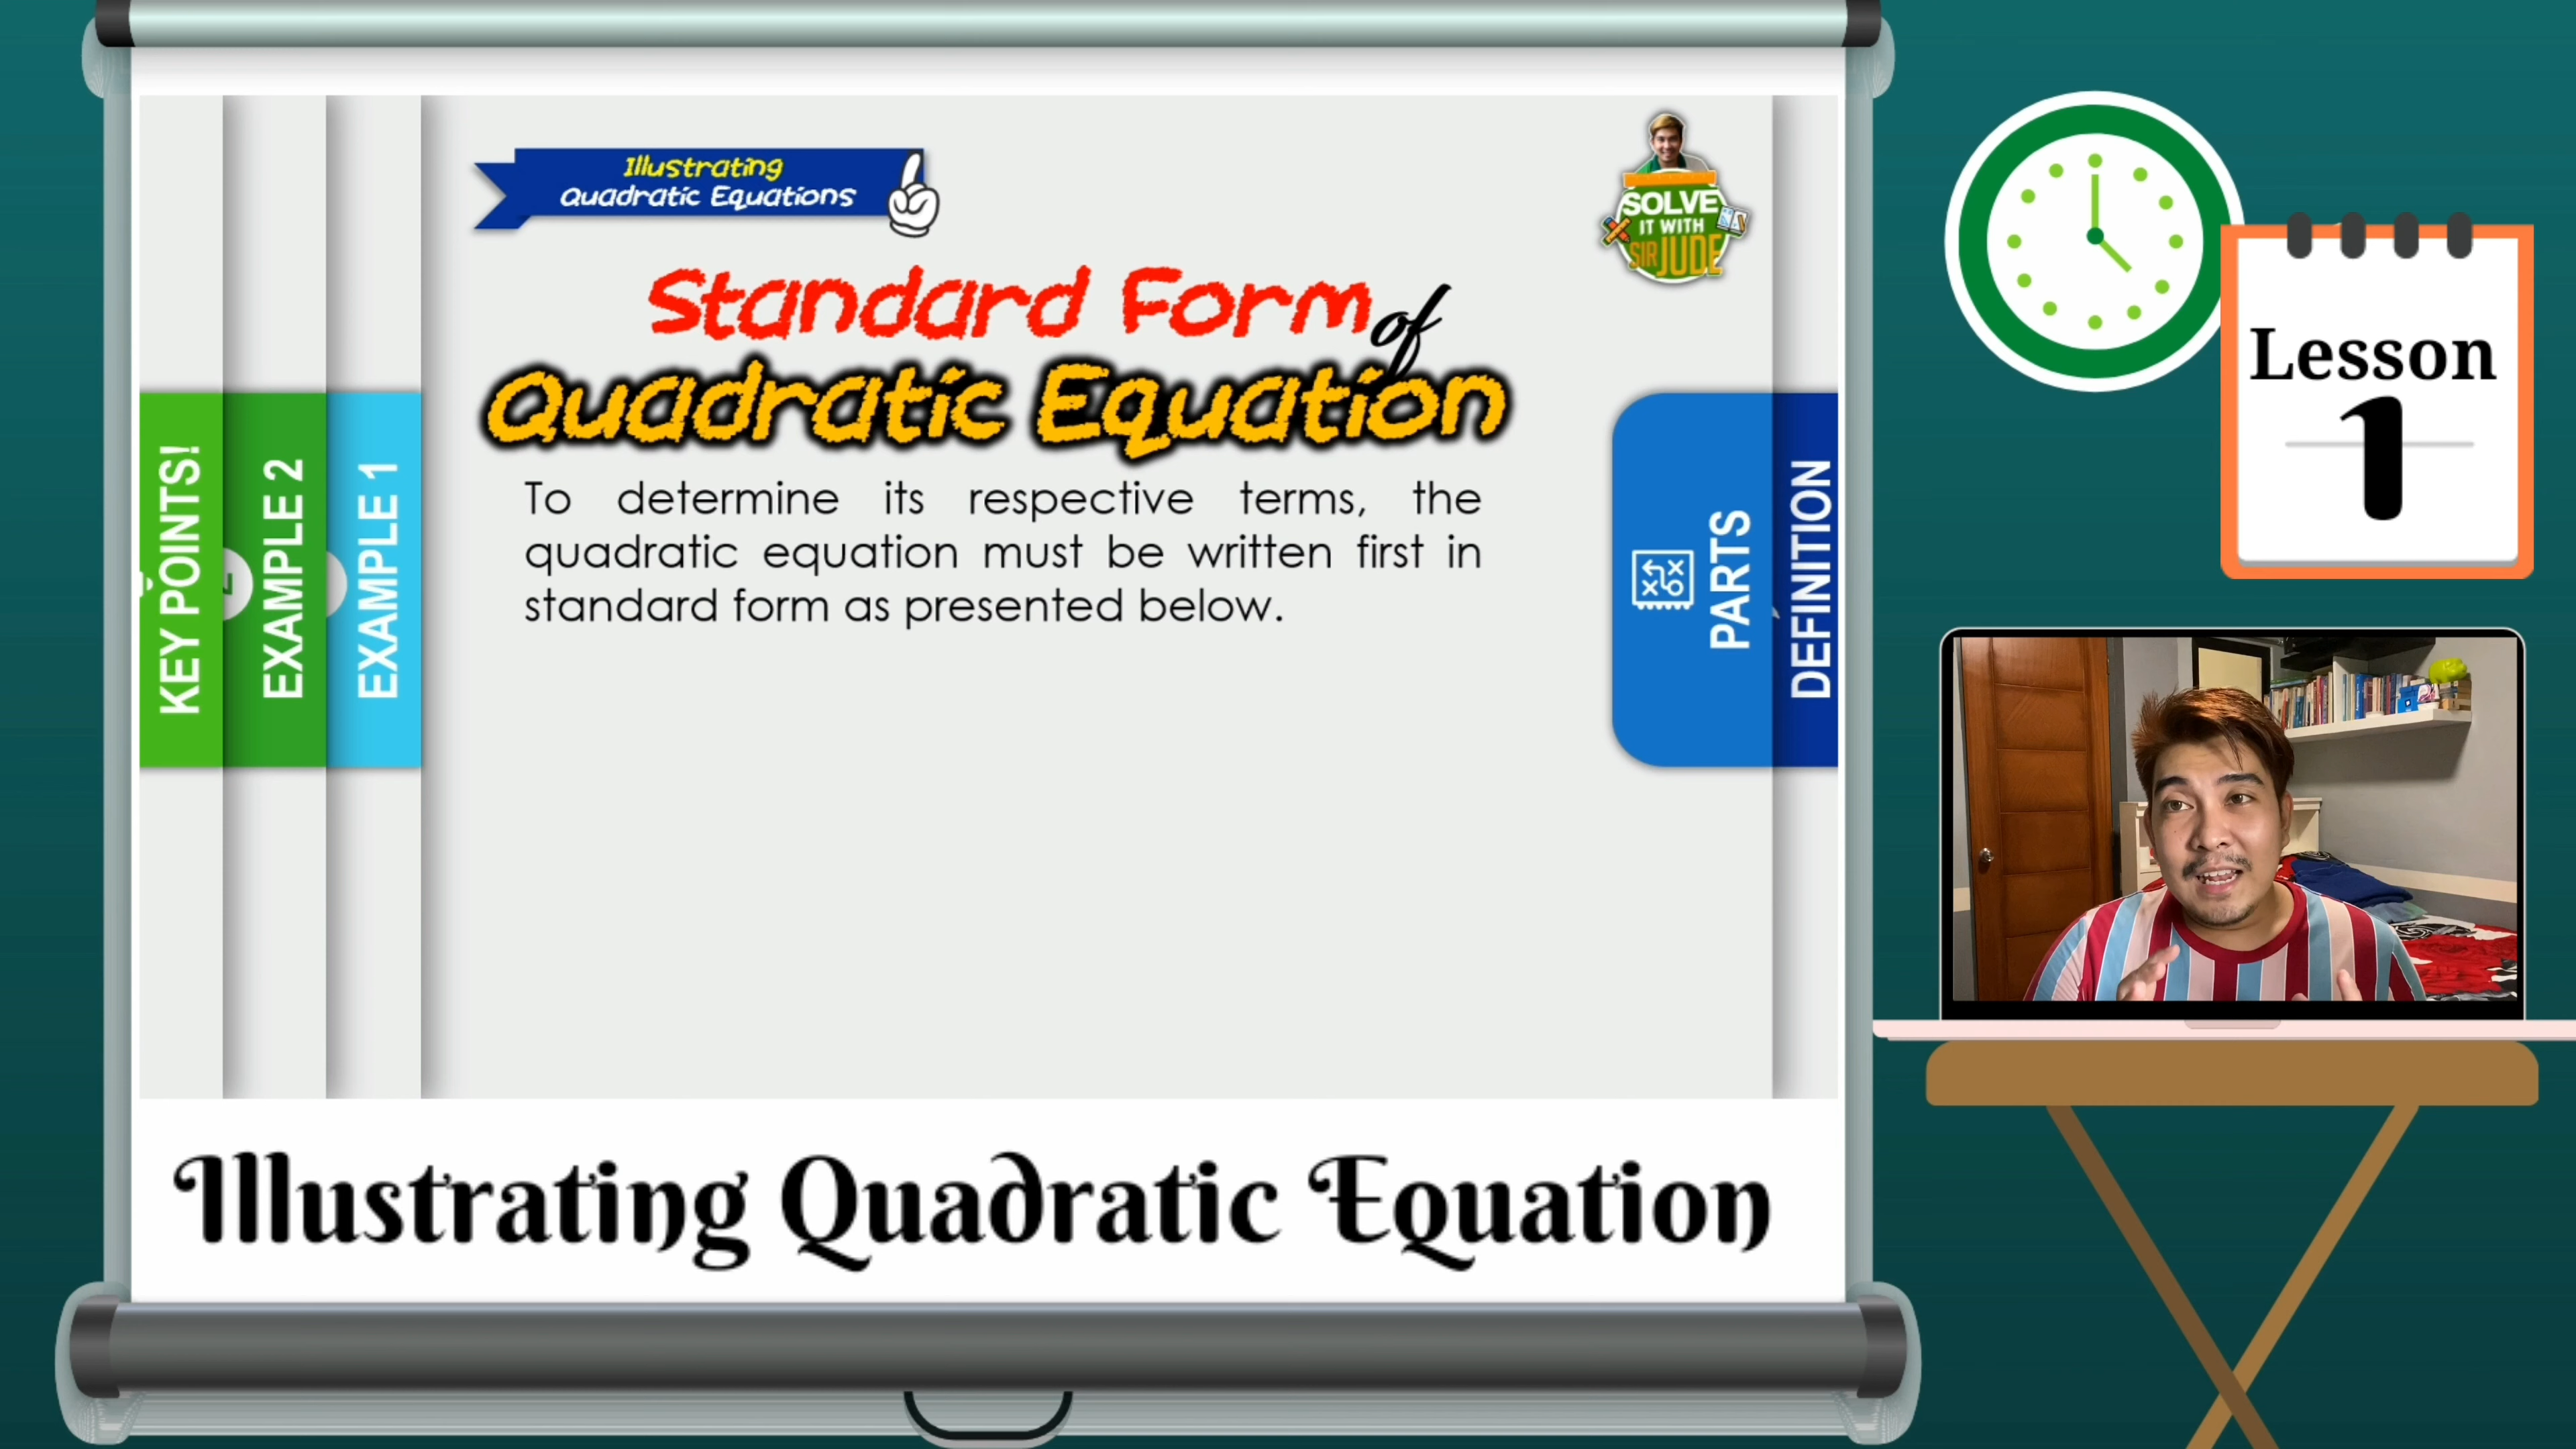 Illustrating
Quadratic Equations
SOLVE
IT WITH
SIR JUDE
Standard Form of
Quadratic Equation
To determine its respective terms, the
quadratic equation must be written first in
standard form as presented below.
KEY POINTS!
EXAMPLE 2
EXAMPLE 1
PARTS
DEFINITION
Lesson
1
Illustrating Quadratic Equation